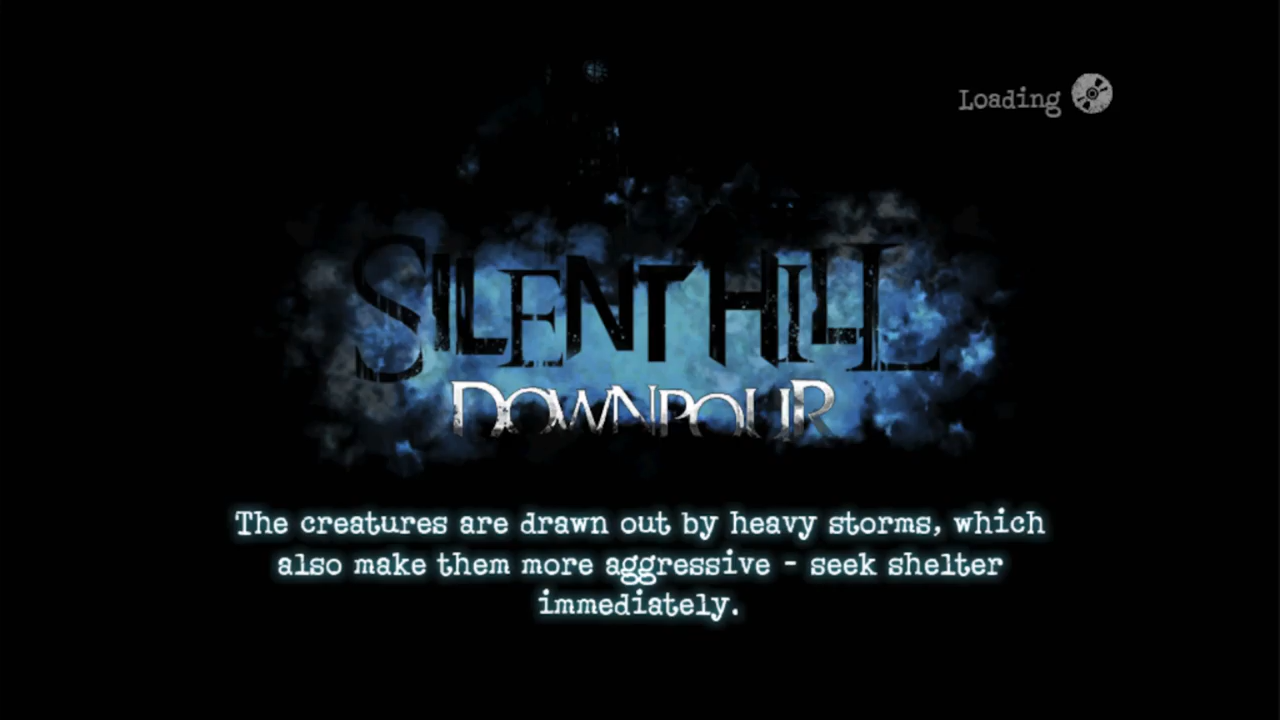 Loading
SILENT HILL
DOWNPOUR
The creatures are drawn out by heavy storms, which
also make them more aggressive - seek shelter
immediately.